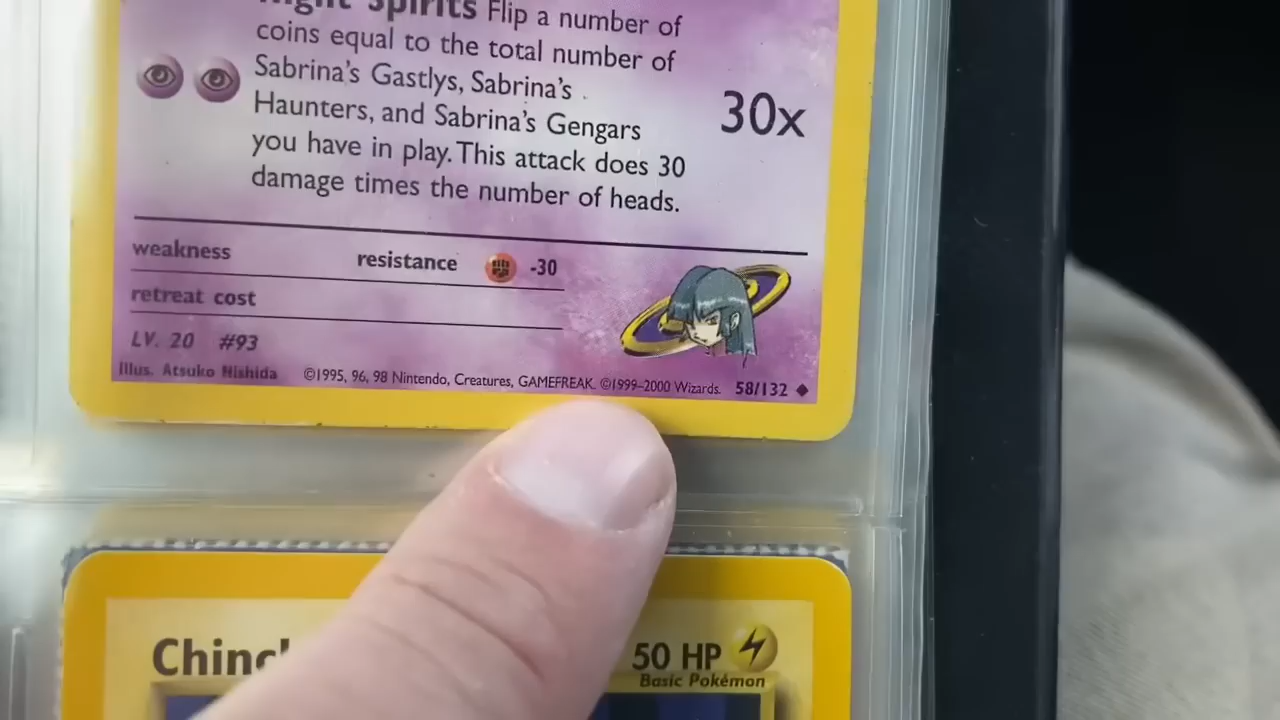 Night Spirits Flip a number of
coins equal to the total number of
Sabrina's Gastlys, Sabrina's
Haunters, and Sabrina's Gengars
you have in play. This attack does 30
damage times the number of heads.
30x
weakness
resistance -30
retreat cost
LV. 20 #93
Illus. Atsuko Nishida ©1995, 96, 98 Nintendo, Creatures, GAMEFREAK. ©1999-2000 Wizards. 58/132
50 HP
Basic Pokémon